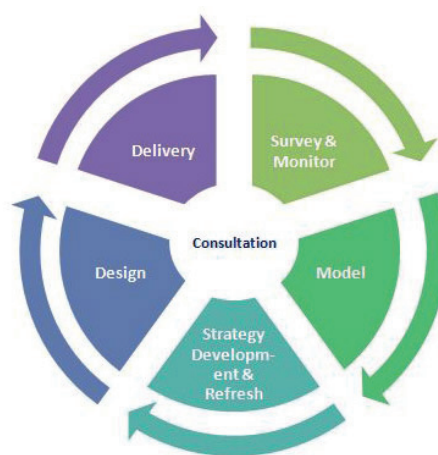 Delivery
Survey &
Monitor
Consultation
Design
Model
Strategy
Developm-
ent &
Refresh